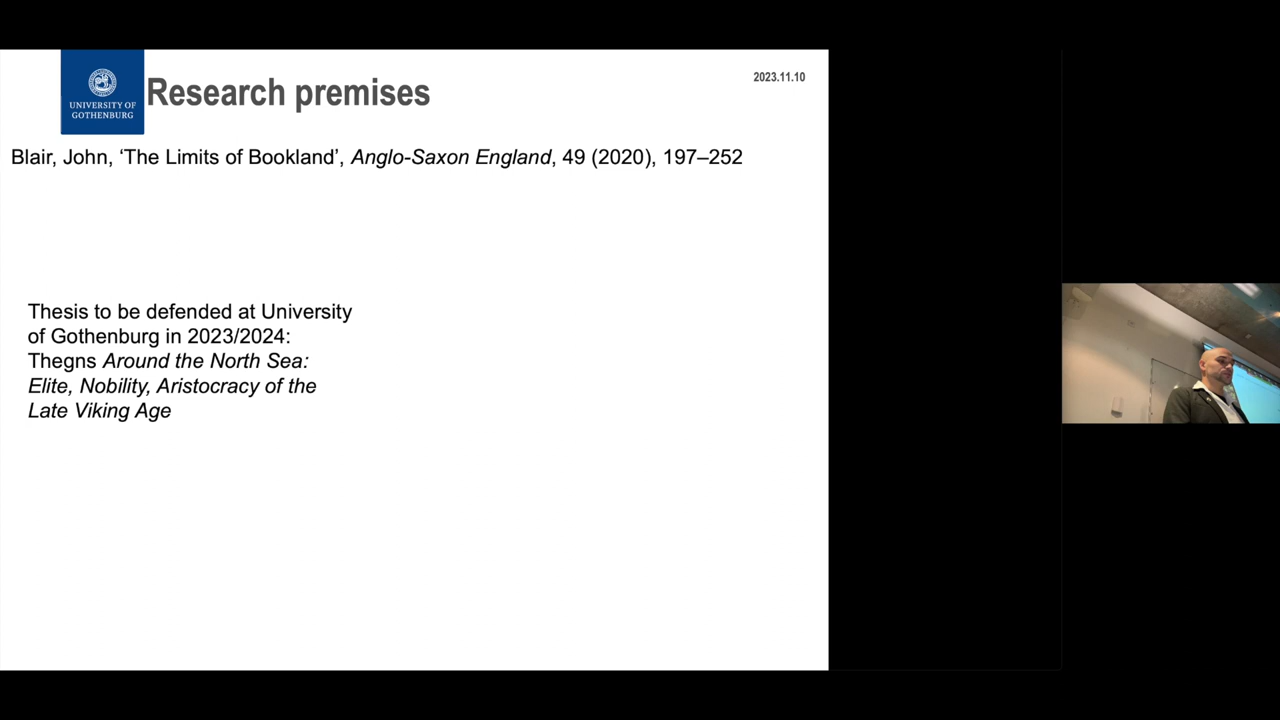 UNIVERSITY OF
GOTHENBURG
Research premises
2023.11.10
Blair, John, ‘The Limits of Bookland’, Anglo-Saxon England, 49 (2020), 197–252
Thesis to be defended at University
of Gothenburg in 2023/2024:
Thegns Around the North Sea:
Elite, Nobility, Aristocracy of the
Late Viking Age